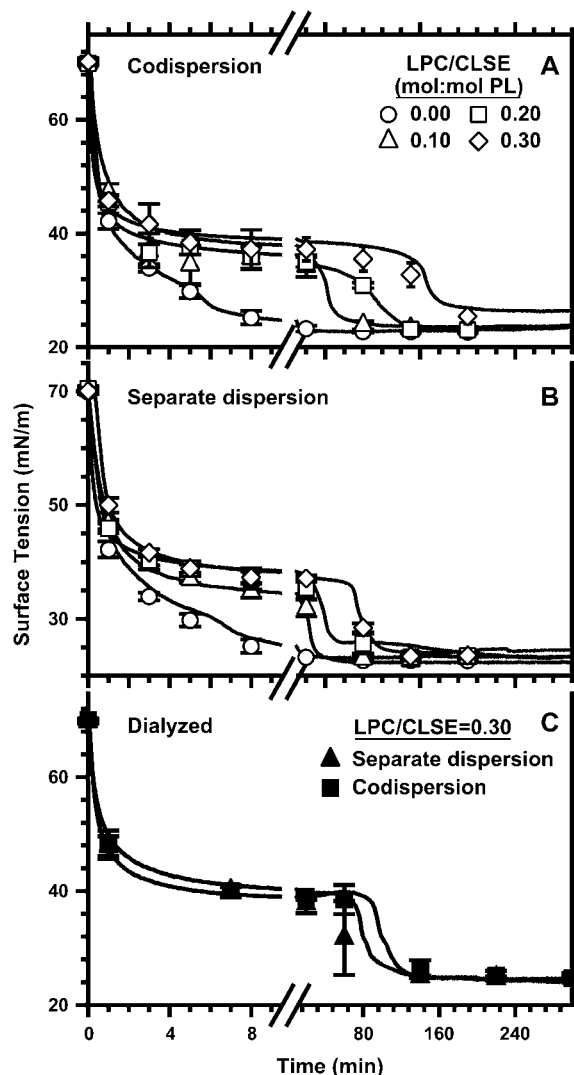 Codispersion
A
LPC/CLSE
(mol:mol PL)
0.00 0.20
0.10 0.30
60
40
20
Separate dispersion
B
70
50
30
Surface Tension (mN/m)
Dialyzed
C
LPC/CLSE=0.30
Separate dispersion
Codispersion
60
40
20
0 4 8 80 160 240
Time (min)